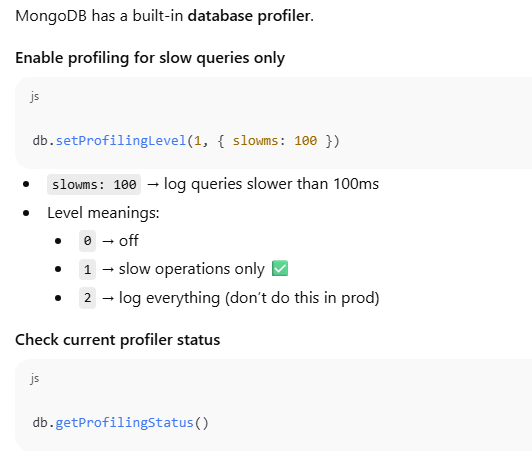 MongoDB has a built-in database profiler.
Enable profiling for slow queries only
js
db.setProfilingLevel(1, { slowms: 100 })
slowms: 100 → log queries slower than 100ms
Level meanings:
0 → off
1 → slow operations only ✅
2 → log everything (don’t do this in prod)
Check current profiler status
js
db.getProfilingStatus()